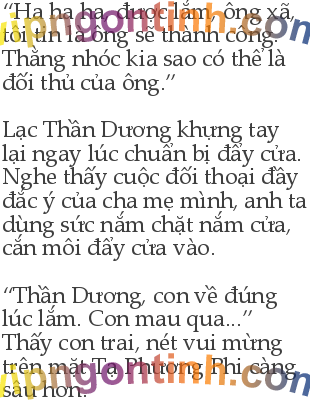 “Ha ha ha, được lắm, ông xã,
tôi tin là ông sẽ thành công.
Thằng nhóc kia sao có thể là
đối thủ của ông.”
Lạc Thần Dương khựng tay
lại ngay lúc chuẩn bị đẩy cửa.
Nghe thấy cuộc đối thoại đầy
đắc ý của cha mẹ mình, anh ta
dùng sức nắm chặt nắm cửa,
cắn môi đẩy cửa vào.
“Thần Dương, con về đúng
lúc lắm. Con mau qua...”
Thấy con trai, nét vui mừng
trên mặt Tạ Phương Phi càng
sâu hơn.
vipngontinh.com
vipngontinh.com